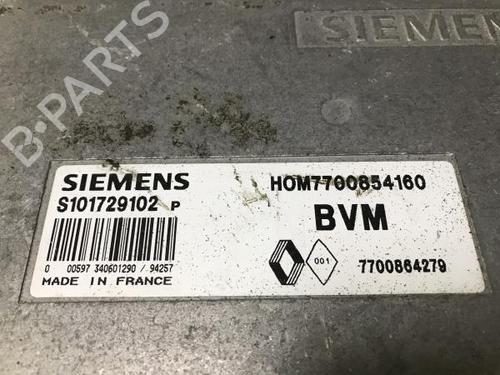 SIEMENS
B-PARTS
SIEMENS
S101729102 P
0 00597 340601290 / 94257
MADE IN FRANCE
HOM7700854160
BVM
001
7700864279